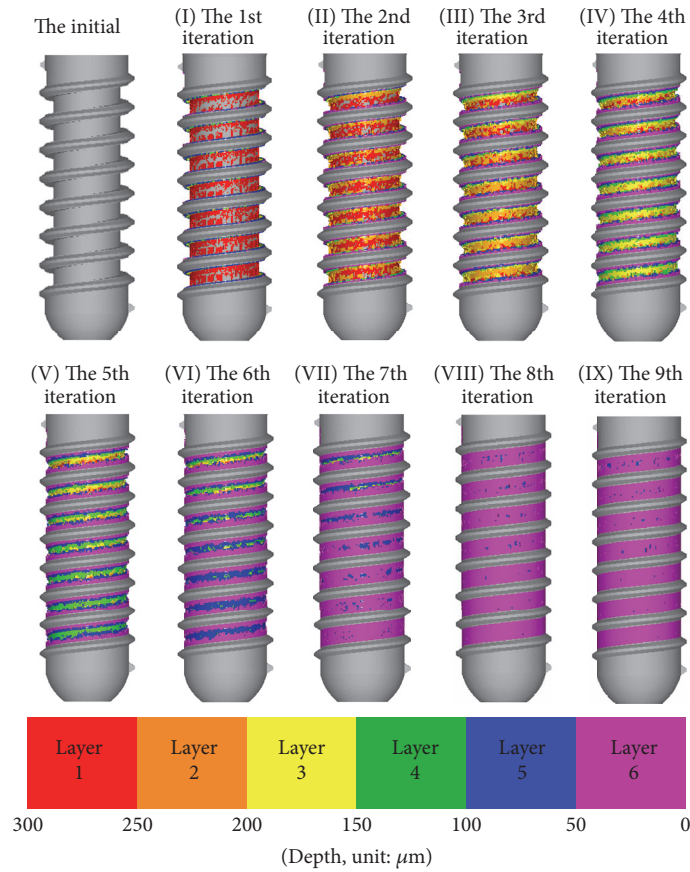 The initial
(I) The 1st
iteration
(II) The 2nd
iteration
(III) The 3rd
iteration
(IV) The 4th
iteration
(V) The 5th
iteration
(VI) The 6th
iteration
(VII) The 7th
iteration
(VIII) The 8th
iteration
(IX) The 9th
iteration
Layer
1
Layer
2
Layer
3
Layer
4
Layer
5
Layer
6
300 250 200 150 100 50 0
(Depth, unit: μm)